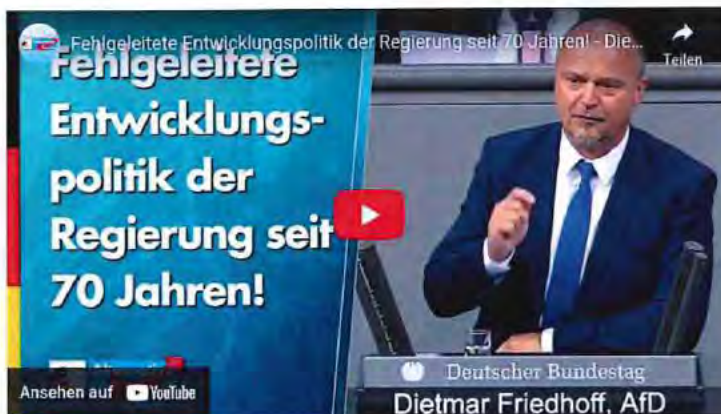 Fehlgeleitete Entwicklungspolitik der Regierung seit 70 Jahren! - Die...
Teilen
Fehlgeleitete
Entwicklungs-
politik der
Regierung seit
70 Jahren!
Ansehen auf YouTube
Deutscher Bundestag
Dietmar Friedhoff, AfD